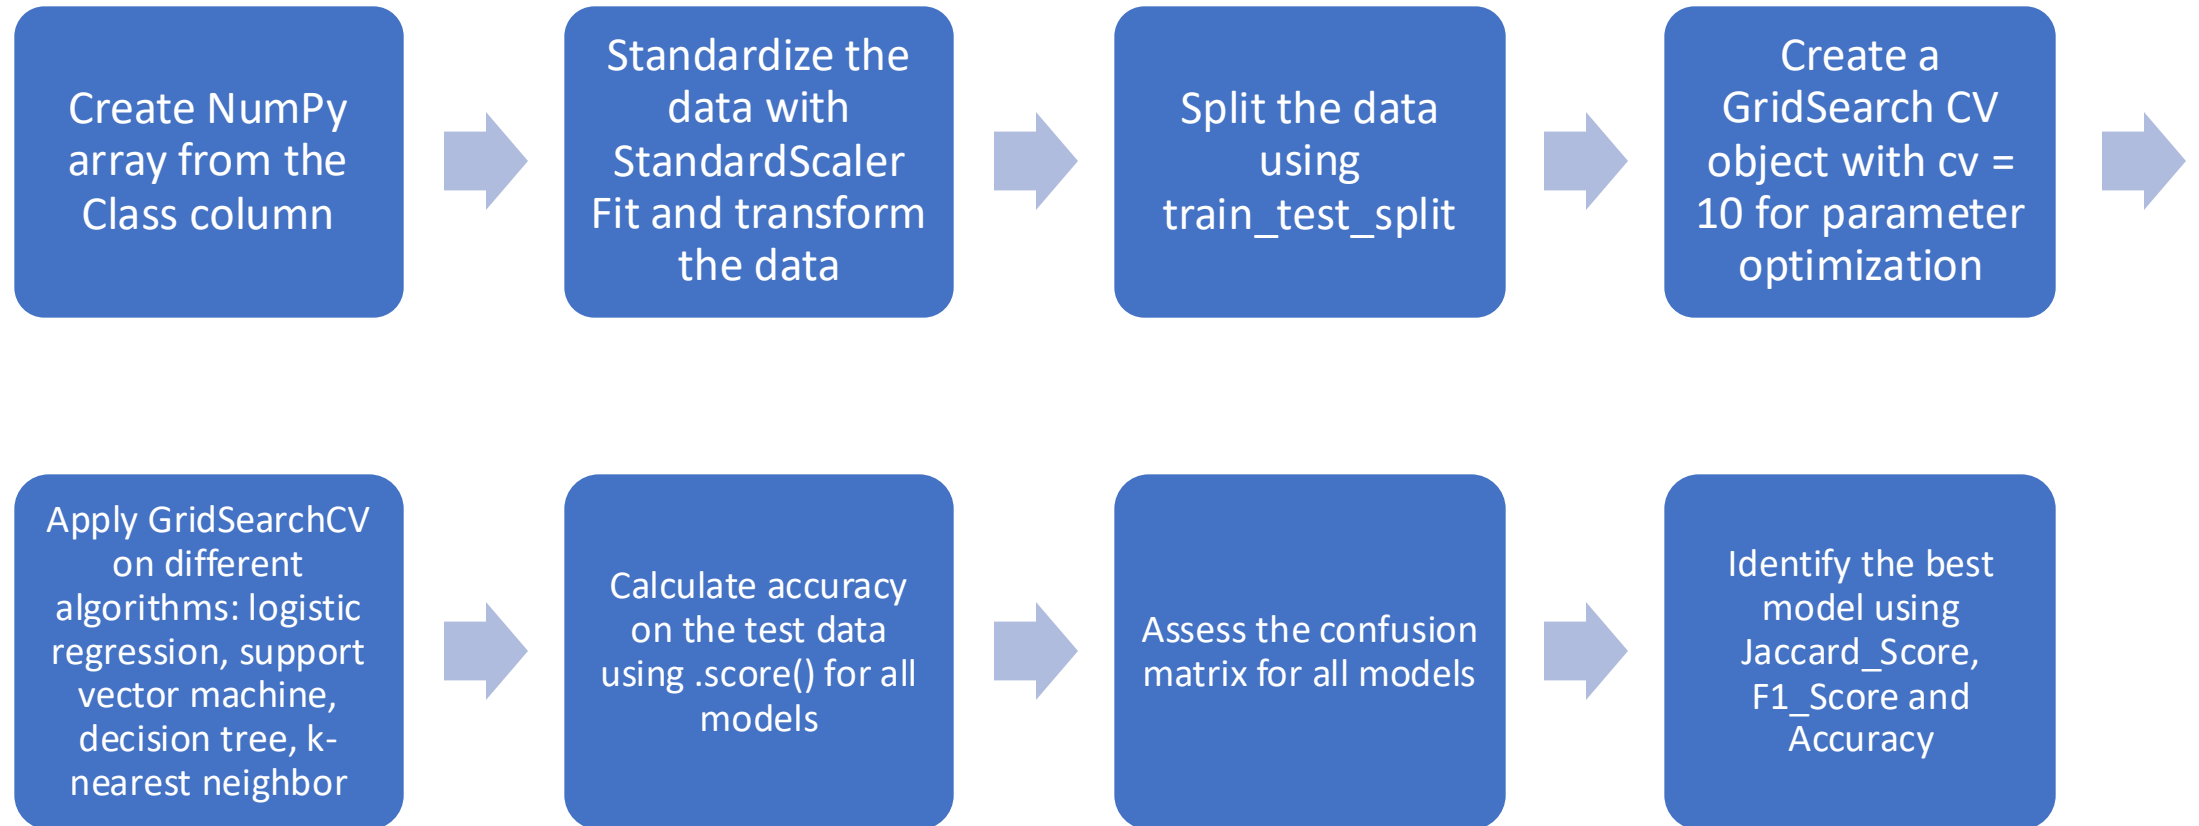 Create NumPy
array from the
Class column
Standardize the
data with
StandardScaler
Fit and transform
the data
Split the data
using
train_test_split
Create a
GridSearch CV
object with cv =
10 for parameter
optimization
Apply GridSearchCV
on different
algorithms: logistic
regression, support
vector machine,
decision tree, k-
nearest neighbor
Calculate accuracy
on the test data
using .score() for all
models
Assess the confusion
matrix for all models
Identify the best
model using
Jaccard_Score,
F1_Score and
Accuracy